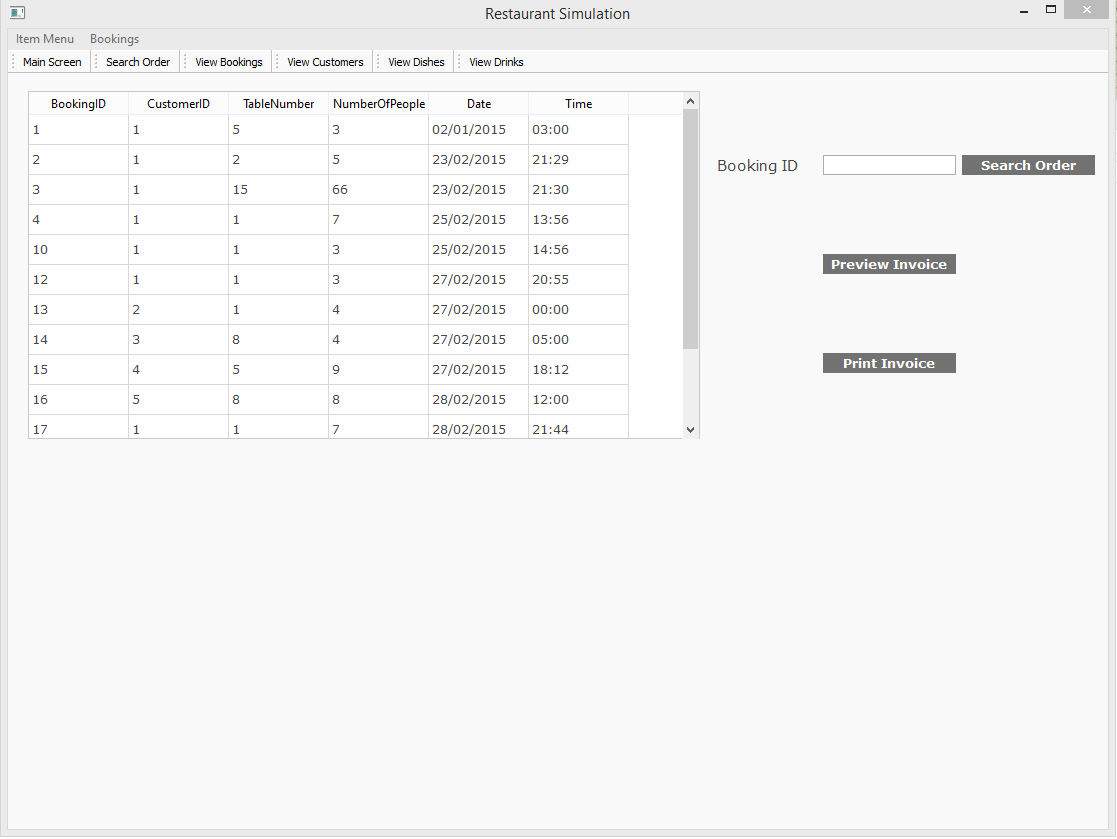 Restaurant Simulation
Item Menu Bookings
Main Screen Search Order View Bookings View Customers View Dishes View Drinks
BookingID CustomerID TableNumber NumberOfPeople Date Time
1 1 5 3 02/01/2015 03:00
2 1 2 5 23/02/2015 21:29
3 1 15 66 23/02/2015 21:30
4 1 1 7 25/02/2015 13:56
10 1 1 3 25/02/2015 14:56
12 1 1 3 27/02/2015 20:55
13 2 1 4 27/02/2015 00:00
14 3 8 4 27/02/2015 05:00
15 4 5 9 27/02/2015 18:12
16 5 8 8 28/02/2015 12:00
17 1 1 7 28/02/2015 21:44
Booking ID Search Order
Preview Invoice
Print Invoice